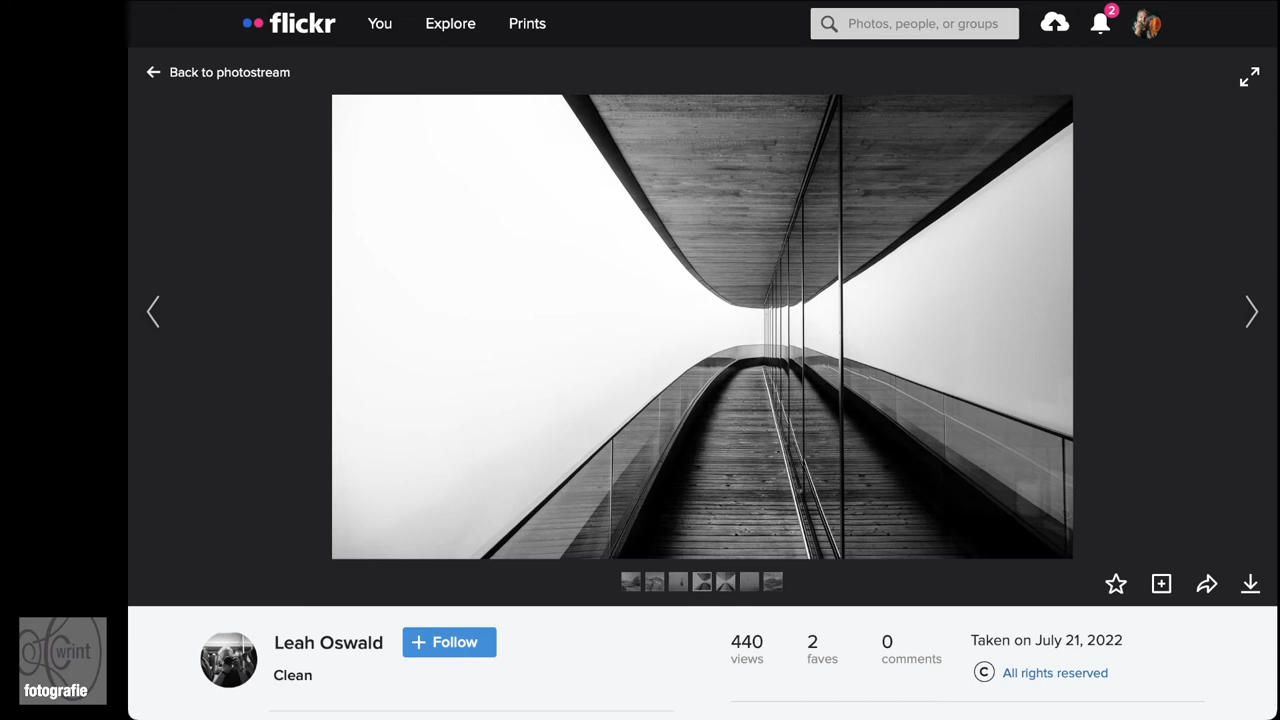 flickr
You
Explore
Prints
Photos, people, or groups
2
Back to photostream
Leah Oswald
+ Follow
Clean
440
views
2
faves
0
comments
Taken on July 21, 2022
C All rights reserved
wrint
fotografie